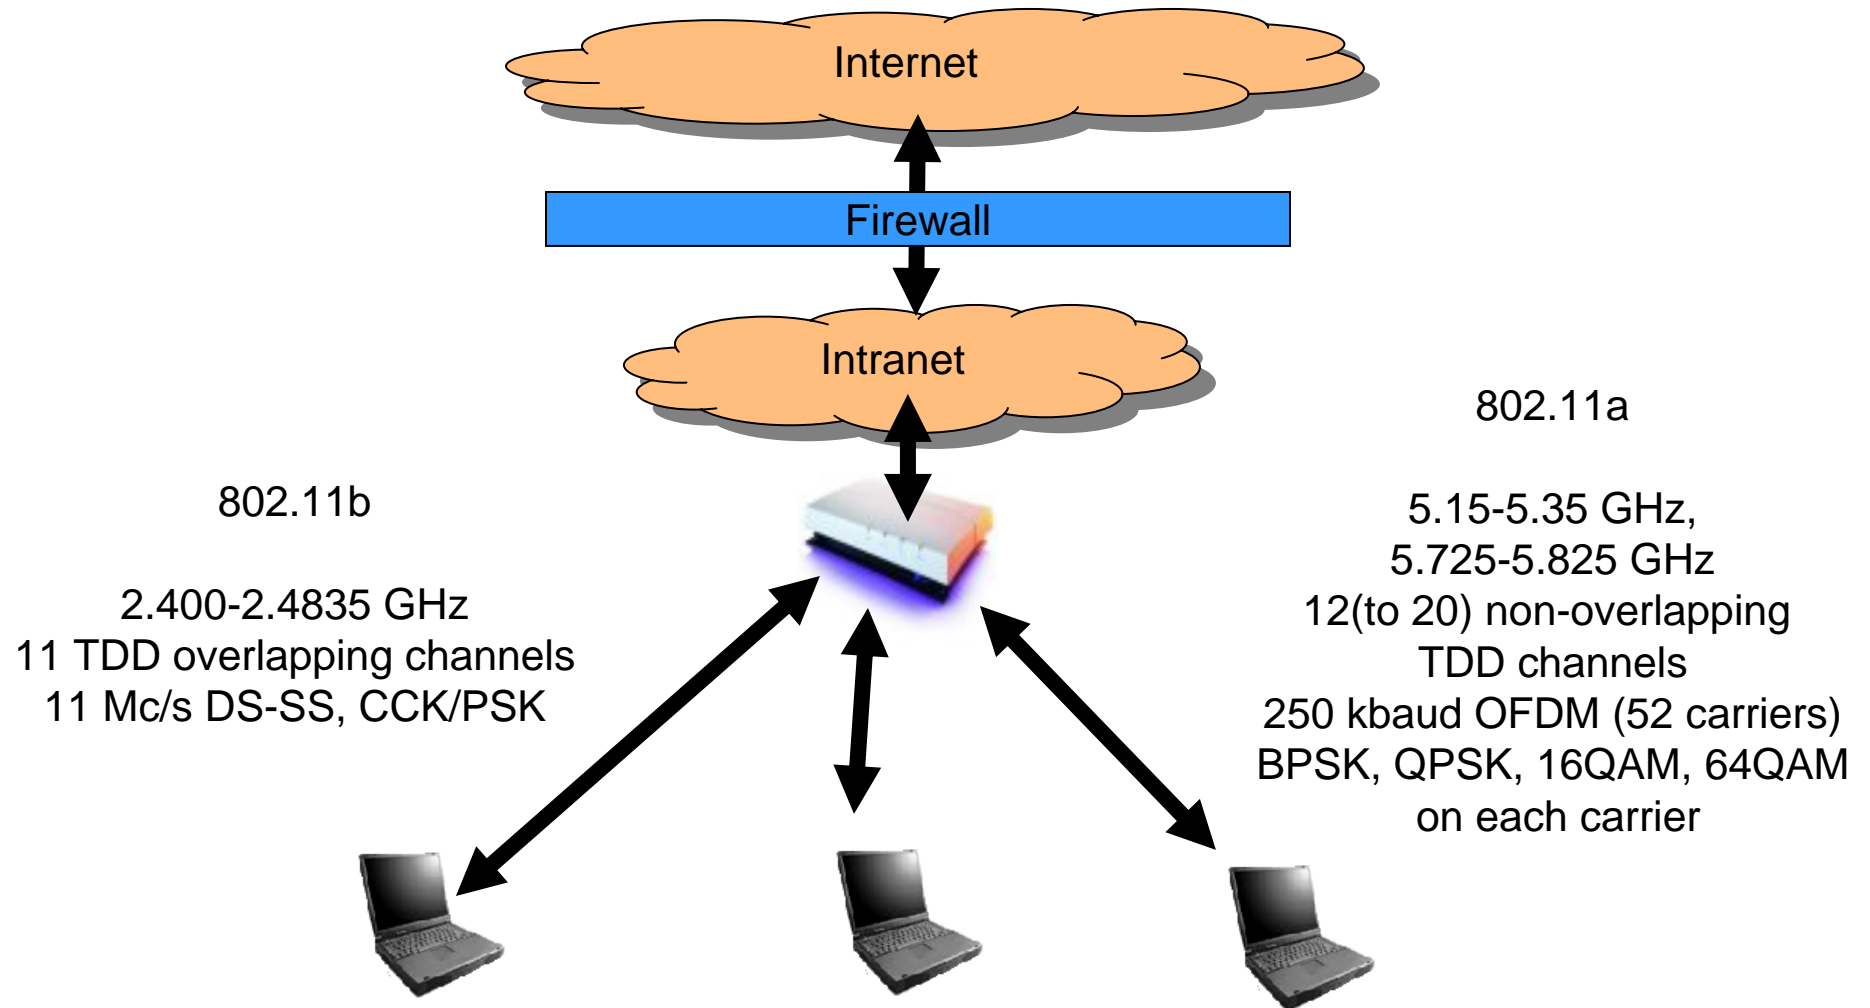 Internet
Firewall
Intranet
802.11b
2.400-2.4835 GHz
11 TDD overlapping channels
11 Mc/s DS-SS, CCK/PSK
802.11a
5.15-5.35 GHz,
5.725-5.825 GHz
12(to 20) non-overlapping
TDD channels
250 kbaud OFDM (52 carriers)
BPSK, QPSK, 16QAM, 64QAM
on each carrier